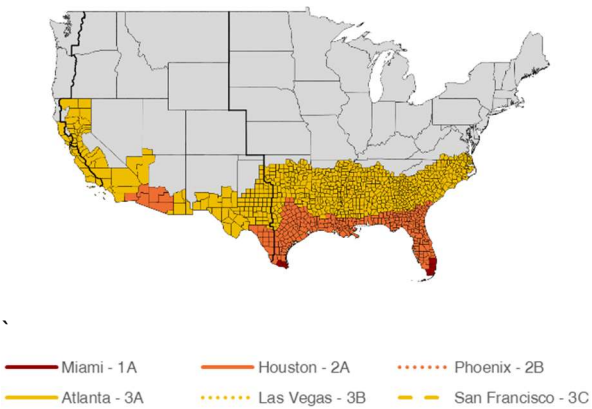 `
Miami - 1A Houston - 2A Phoenix - 2B
Atlanta - 3A Las Vegas - 3B San Francisco - 3C